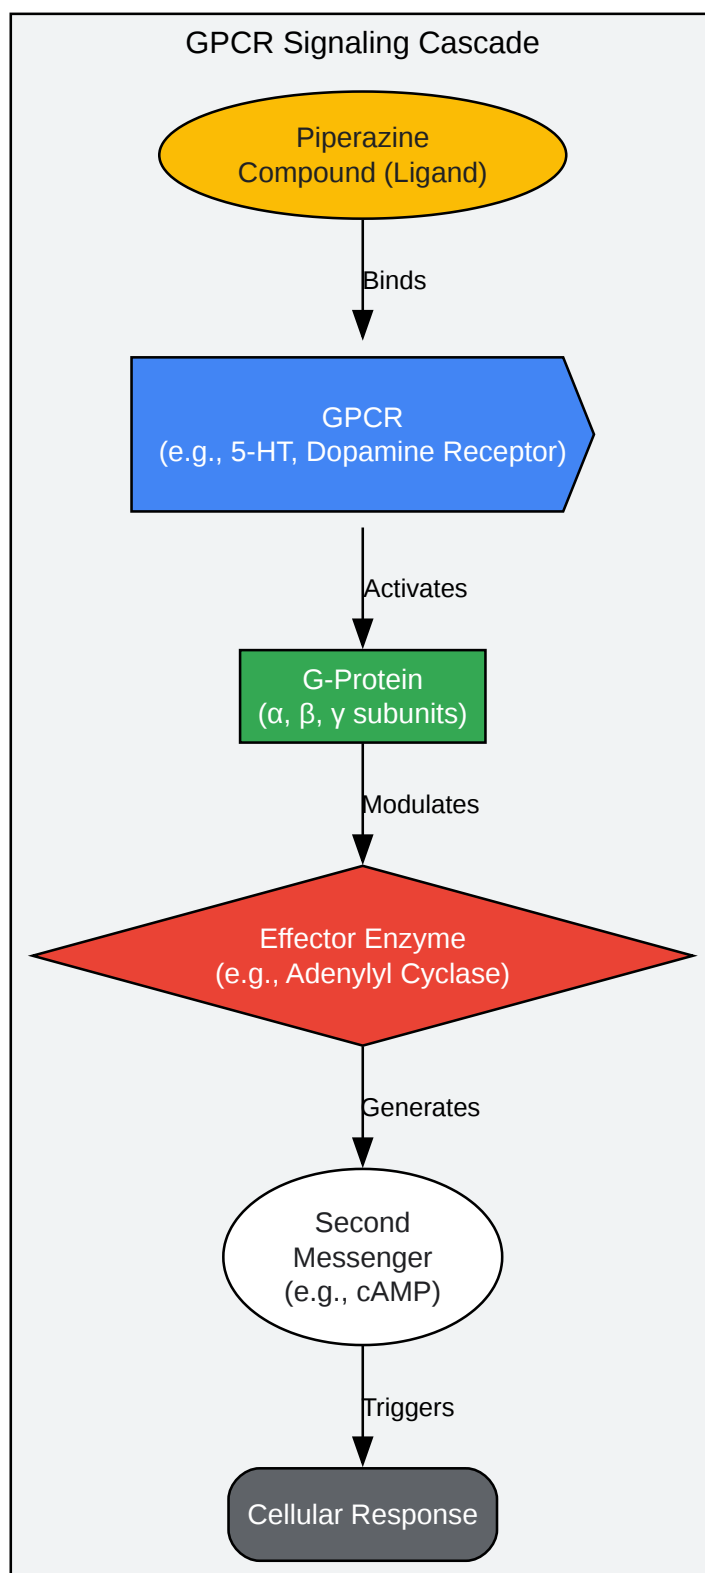 GPCR Signaling Cascade
Piperazine
Compound (Ligand)
Binds
GPCR
(e.g., 5-HT, Dopamine Receptor)
Activates
G-Protein
(α, β, γ subunits)
Modulates
Effector Enzyme
(e.g., Adenylyl Cyclase)
Generates
Second
Messenger
(e.g., cAMP)
Triggers
Cellular Response